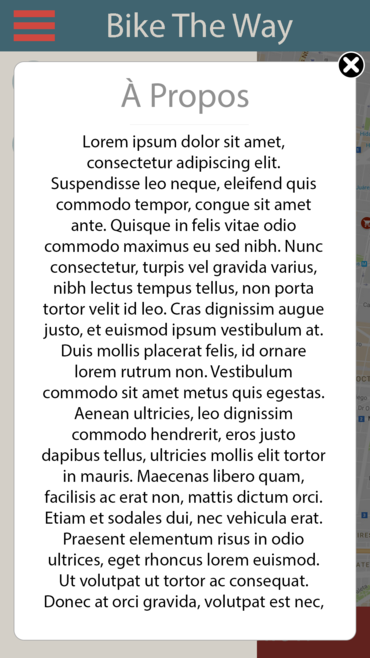 Bike The Way
À Propos
Lorem ipsum dolor sit amet,
consectetur adipiscing elit.
Suspendisse leo neque, eleifend quis
commodo tempor, congue sit amet
ante. Quisque in felis vitae odio
commodo maximus eu sed nibh. Nunc
consectetur, turpis vel gravida varius,
nibh lectus tempus tellus, non porta
tortor velit id leo. Cras dignissim augue
justo, et euismod ipsum vestibulum at.
Duis mollis placerat felis, id ornare
lorem rutrum non. Vestibulum
commodo sit amet metus quis egestas.
Aenean ultricies, leo dignissim
commodo hendrerit, eros justo
dapibus tellus, ultricies mollis elit tortor
in mauris. Maecenas libero quam,
facilisis ac erat non, mattis dictum orci.
Etiam et sodales dui, nec vehicula erat.
Praesent elementum risus in odio
ultrices, eget rhoncus lorem euismod.
Ut volutpat ut tortor ac consequat.
Donec at orci gravida, volutpat est nec,